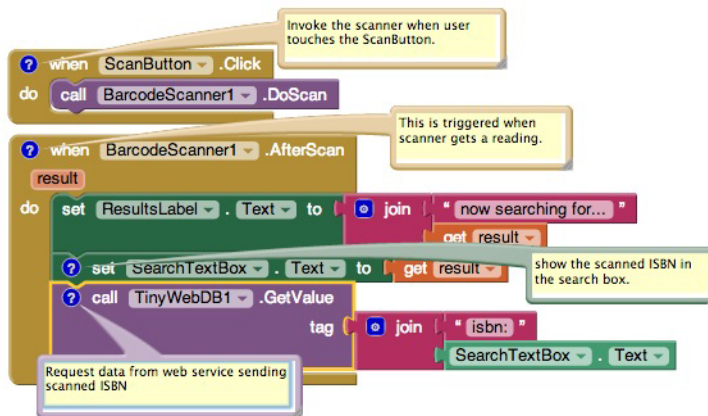 Invoke the scanner when user
touches the ScanButton.
? when ScanButton .Click
do call BarcodeScanner1 .DoScan
This is triggered when
scanner gets a reading.
? when BarcodeScanner1 .AfterScan
result
do set ResultsLabel . Text to join " now searching for... "
get result
? set SearchTextBox . Text to get result
show the scanned ISBN in
the search box.
? call TinyWebDB1 .GetValue
tag join " isbn: "
SearchTextBox . Text
Request data from web service sending
scanned ISBN